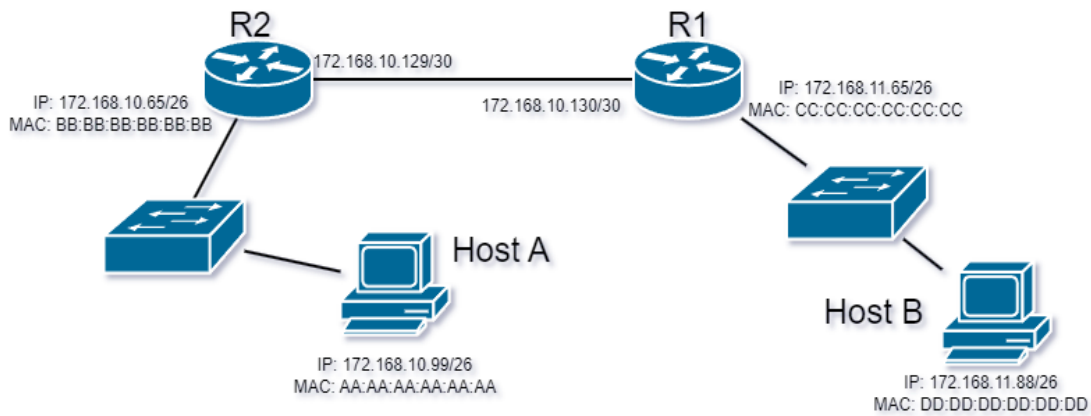 R2
R1
172.168.10.129/30
172.168.10.130/30
IP: 172.168.10.65/26
MAC: BB:BB:BB:BB:BB:BB
IP: 172.168.11.65/26
MAC: CC:CC:CC:CC:CC:CC
Host A
IP: 172.168.10.99/26
MAC: AA:AA:AA:AA:AA:AA
Host B
IP: 172.168.11.88/26
MAC: DD:DD:DD:DD:DD:DD